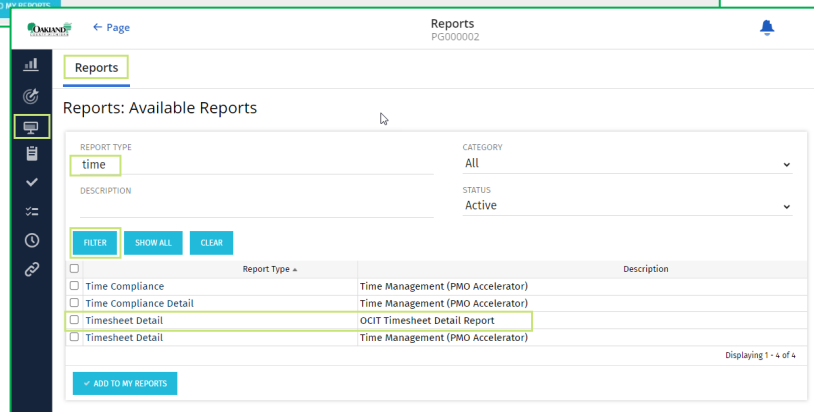 OAKLAND
← Page
Reports
PG000002
Reports
Reports: Available Reports
REPORT TYPE
time
CATEGORY
All
DESCRIPTION
STATUS
Active
FILTER SHOW ALL CLEAR
Report Type Description
Time Compliance Time Management (PMO Accelerator)
Time Compliance Detail Time Management (PMO Accelerator)
Timesheet Detail OCIT Timesheet Detail Report
Timesheet Detail Time Management (PMO Accelerator)
Displaying 1 - 4 of 4
ADD TO MY REPORTS